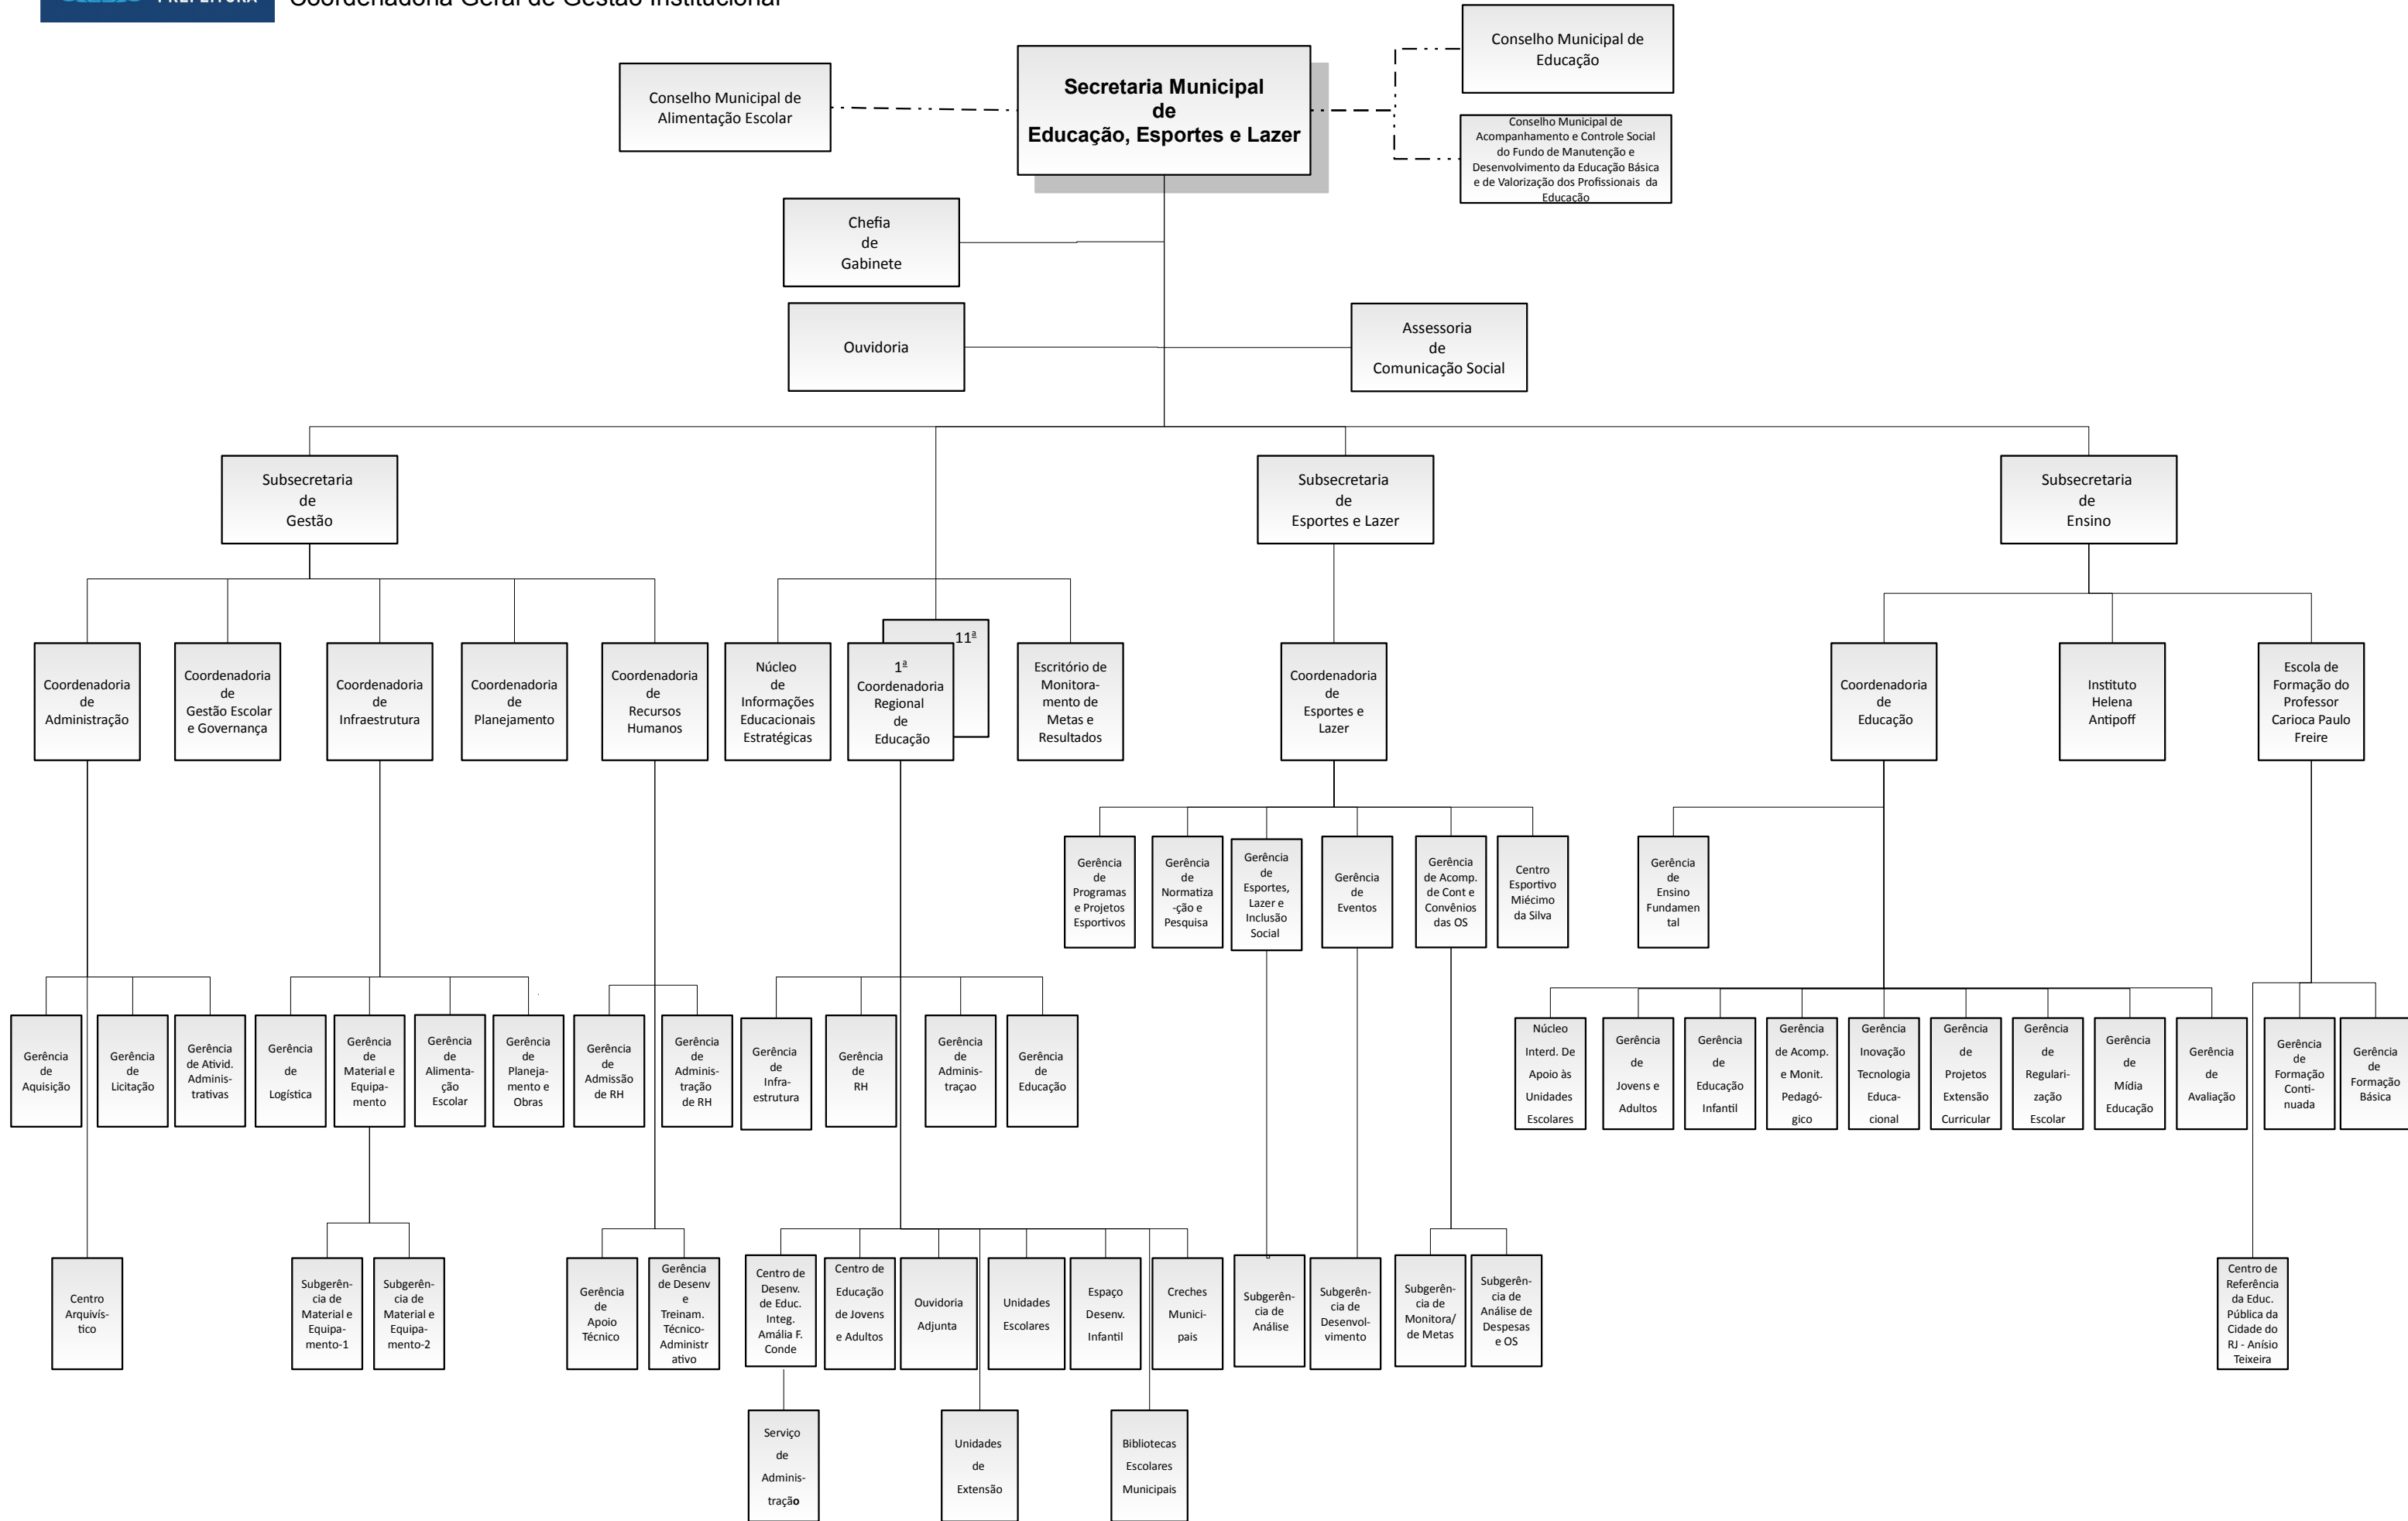 PREFEITURA
Coordenadoria Geral de Gestão Institucional
Conselho Municipal de
Alimentação Escolar
Secretaria Municipal
de
Educação, Esportes e Lazer
Conselho Municipal de
Educação
Conselho Municipal de
Acompanhamento e Controle Social
do Fundo de Manutenção e
Desenvolvimento da Educação Básica
e de Valorização dos Profissionais da
Educação
Chefia
de
Gabinete
Ouvidoria
Assessoria
de
Comunicação Social
Subsecretaria
de
Gestão
Subsecretaria
de
Esportes e Lazer
Subsecretaria
de
Ensino
Coordenadoria
de
Administração
Coordenadoria
de
Gestão Escolar
e Governança
Coordenadoria
de
Infraestrutura
Coordenadoria
de
Planejamento
Coordenadoria
de
Recursos
Humanos
Núcleo
de
Informações
Educacionais
Estratégicas
11ª
1ª
Coordenadoria
Regional
de
Educação
Escritório de
Monitora-
mento de
Metas e
Resultados
Coordenadoria
de
Esportes e
Lazer
Coordenadoria
de
Educação
Instituto
Helena
Antipoff
Escola de
Formação do
Professor
Carioca Paulo
Freire
Gerência
de
Programas
e Projetos
Esportivos
Gerência
de
Normatiza
-ção e
Pesquisa
Gerência
de
Esportes,
Lazer e
Inclusão
Social
Gerência
de
Eventos
Gerência
de Acomp.
de Cont e
Convênios
das OS
Centro
Esportivo
Miécimo
da Silva
Gerência
de
Ensino
Fundamen
tal
Gerência
de
Aquisição
Gerência
de
Licitação
Gerência
de Ativid.
Adminis-
trativas
Gerência
de
Logística
Gerência
de
Material e
Equipa-
mento
Gerência
de
Alimenta-
ção
Escolar
Gerência
de
Planeja-
mento e
Obras
Gerência
de
Admissão
de RH
Gerência
de
Adminis-
tração
de RH
Gerência
de
Infra-
estrutura
Gerência
de
RH
Gerência
de
Adminis-
traçao
Gerência
de
Educação
Núcleo
Interd. De
Apoio às
Unidades
Escolares
Gerência
de
Jovens e
Adultos
Gerência
de
Educação
Infantil
Gerência
de Acomp.
e Monit.
Pedagó-
gico
Gerência
Inovação
Tecnologia
Educa-
cional
Gerência
de
Projetos
Extensão
Curricular
Gerência
de
Regulari-
zação
Escolar
Gerência
de
Mídia
Educação
Gerência
de
Avaliação
Gerência
de
Formação
Conti-
nuada
Gerência
de
Formação
Básica
Centro
Arquivís-
tico
Subgerên-
cia de
Material e
Equipa-
mento-1
Subgerên-
cia de
Material e
Equipa-
mento-2
Gerência
de
Apoio
Técnico
Gerência
de Desenv
e
Treinam.
Técnico-
Administr
ativo
Centro de
Desenv.
de Educ.
Integ.
Amália F.
Conde
Centro de
Educação
de Jovens
e Adultos
Ouvidoria
Adjunta
Unidades
Escolares
Espaço
Desenv.
Infantil
Creches
Munici-
pais
Subgerên-
cia de
Análise
Subgerên-
cia de
Desenvol-
vimento
Subgerên-
cia de
Monitora/
de Metas
Subgerên-
cia de
Análise de
Despesas
e OS
Centro de
Referência
da Educ.
Pública da
Cidade do
RJ - Anísio
Teixeira
Serviço
de
Adminis-
tração
Unidades
de
Extensão
Bibliotecas
Escolares
Municipais